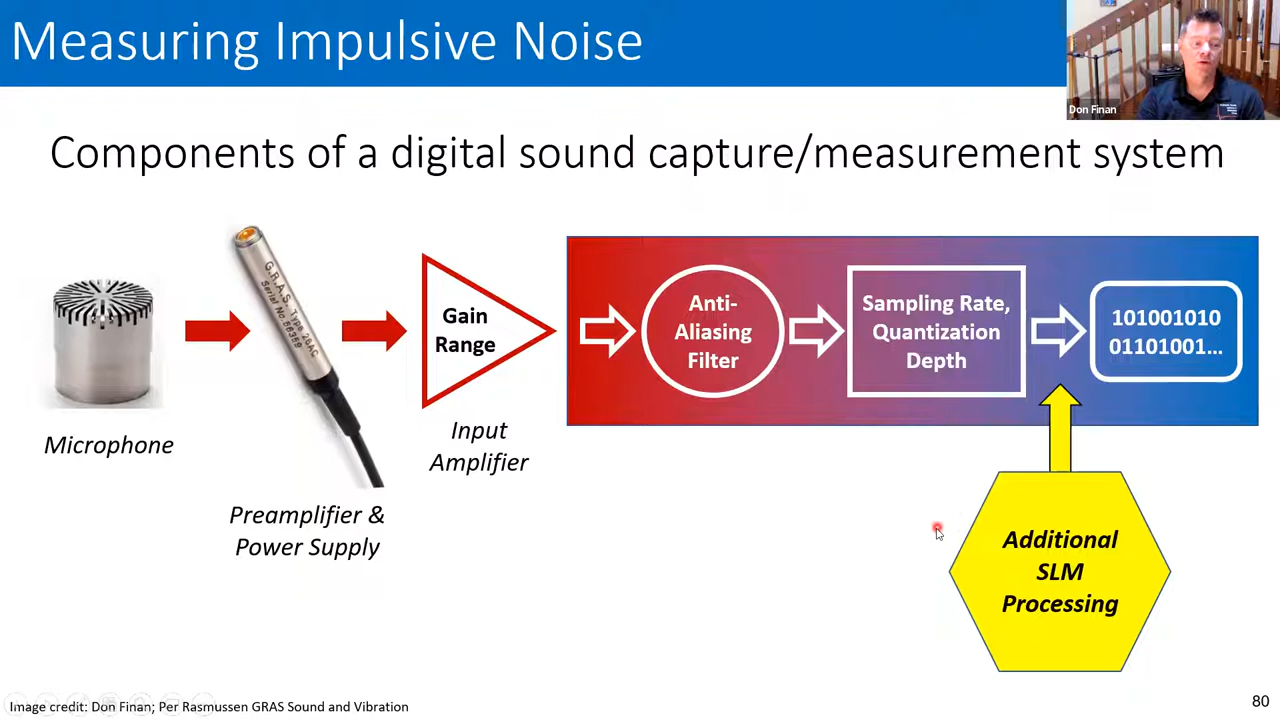 Measuring Impulsive Noise
Don Finan
Components of a digital sound capture/measurement system
G.R.A.S. Type 26AC
Gain
Range
Anti-
Aliasing
Filter
Sampling Rate,
Quantization
Depth
101001010
01101001...
Microphone
Input
Amplifier
Preamplifier &
Power Supply
Additional
SLM
Processing
Image credit: Don Finan; Per Rasmussen GRAS Sound and Vibration
80